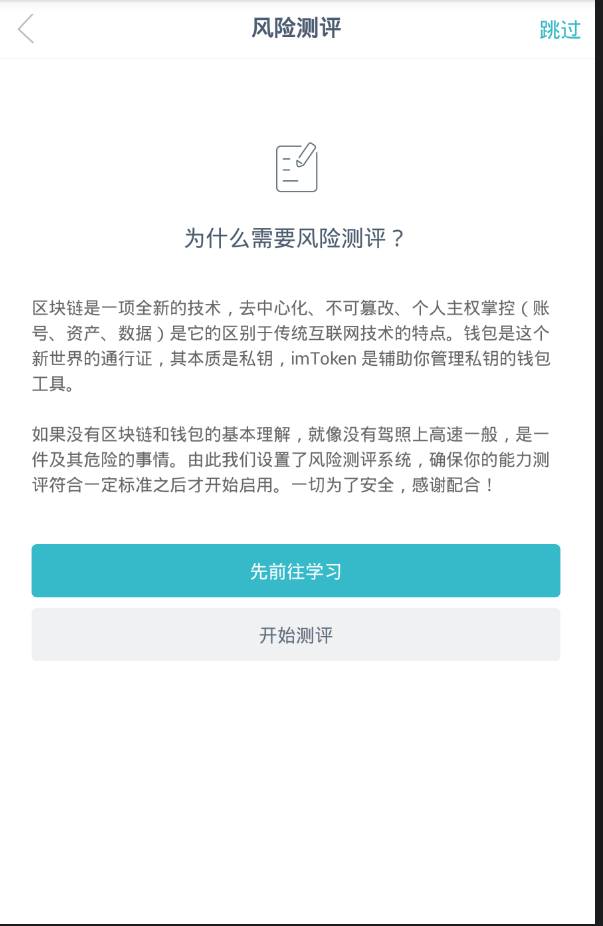 风险测评
跳过
为什么需要风险测评？
区块链是一项全新的技术，去中心化、不可篡改、个人主权掌控（账
号、资产、数据）是它的区别于传统互联网技术的特点。钱包是这个
新世界的通行证，其本质是私钥，imToken 是辅助你管理私钥的钱包
工具。
如果没有区块链和钱包的基本理解，就像没有驾照上高速一般，是一
件及其危险的事情。由此我们设置了风险测评系统，确保你的能力测
评符合一定标准之后才开始启用。一切为了安全，感谢配合！
先前往学习
开始测评